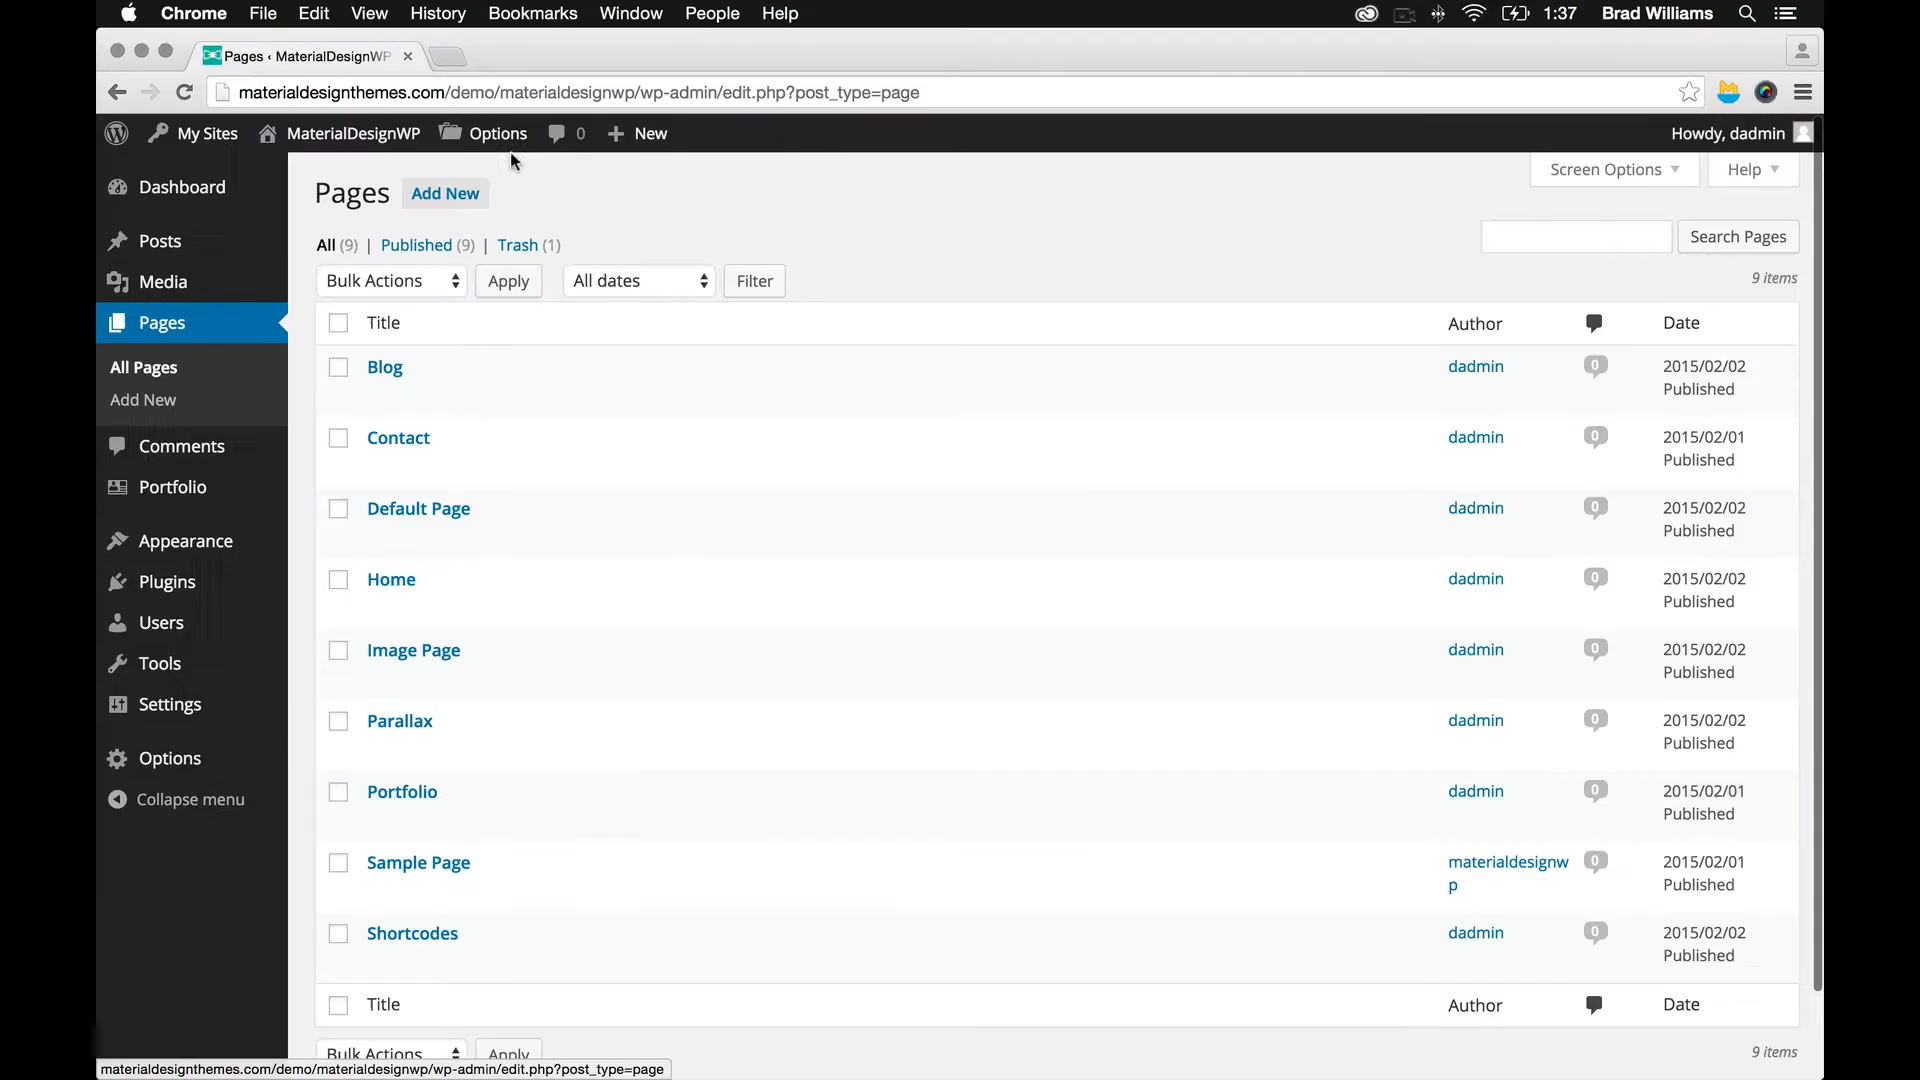 Chrome File Edit View History Bookmarks Window People Help 1:37 Brad Williams
Pages ‹ MaterialDesignWP
materialdesignthemes.com/demo/materialdesignwp/wp-admin/edit.php?post_type=page
My Sites MaterialDesignWP Options 0 New Howdy, dadmin
Dashboard
Posts
Media
Pages
All Pages
Add New
Comments
Portfolio
Appearance
Plugins
Users
Tools
Settings
Options
Collapse menu
Screen Options Help
Pages Add New
All (9) | Published (9) | Trash (1)
Search Pages
Bulk Actions Apply All dates Filter
9 items
Title Author Date
Blog dadmin 0 2015/02/02
Published
Contact dadmin 0 2015/02/01
Published
Default Page dadmin 0 2015/02/02
Published
Home dadmin 0 2015/02/02
Published
Image Page dadmin 0 2015/02/02
Published
Parallax dadmin 0 2015/02/02
Published
Portfolio dadmin 0 2015/02/01
Published
Sample Page materialdesignw 0 2015/02/01
p Published
Shortcodes dadmin 0 2015/02/02
Published
Title Author Date
Bulk Actions Apply 9 items
materialdesignthemes.com/demo/materialdesignwp/wp-admin/edit.php?post_type=page